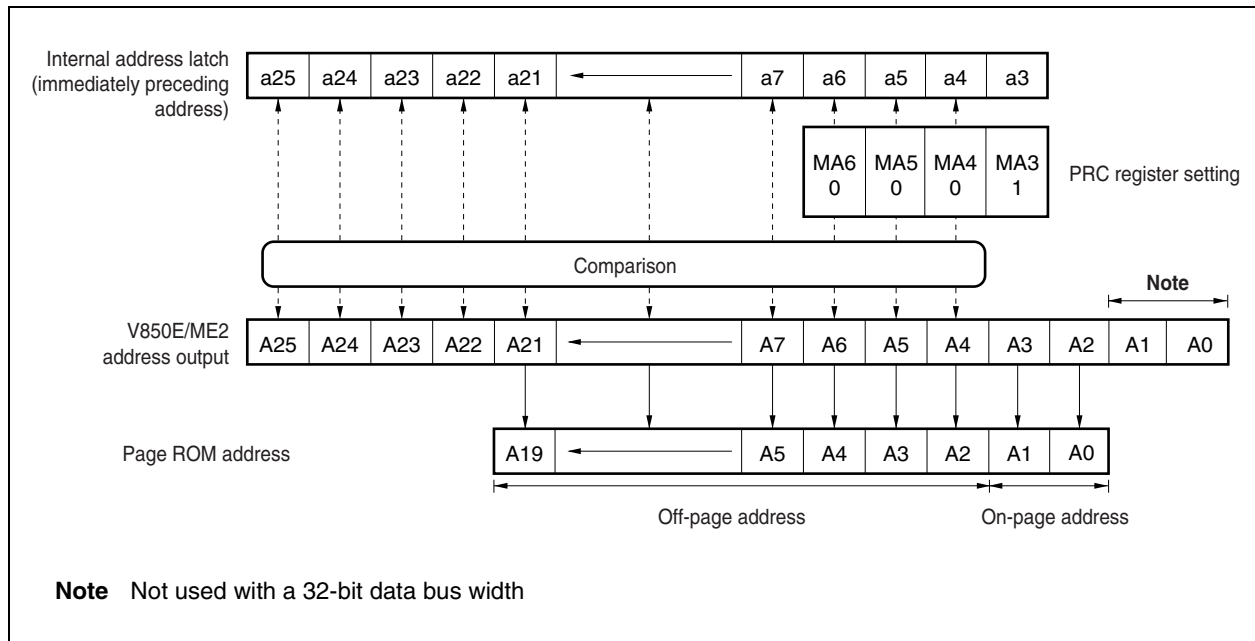 Internal address latch
(immediately preceding
address)
a25 a24 a23 a22 a21 a7 a6 a5 a4 a3
MA6 MA5 MA4 MA3
0 0 0 1
PRC register setting
Comparison
Note
V850E/ME2
address output
A25 A24 A23 A22 A21 A7 A6 A5 A4 A3 A2 A1 A0
Page ROM address
A19 A5 A4 A3 A2 A1 A0
Off-page address On-page address
Note Not used with a 32-bit data bus width